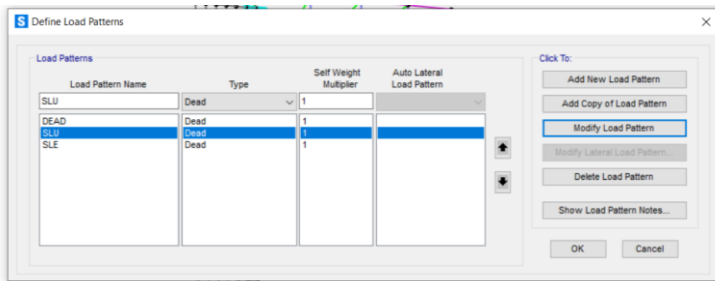 S Define Load Patterns
Load Patterns
Click To:
Load Pattern Name Type Self Weight Multiplier Auto Lateral Load Pattern
SLU Dead 1
DEAD Dead 1
SLU Dead 1
SLE Dead 1
Add New Load Pattern
Add Copy of Load Pattern
Modify Load Pattern
Modify Lateral Load Pattern...
Delete Load Pattern
Show Load Pattern Notes...
OK Cancel